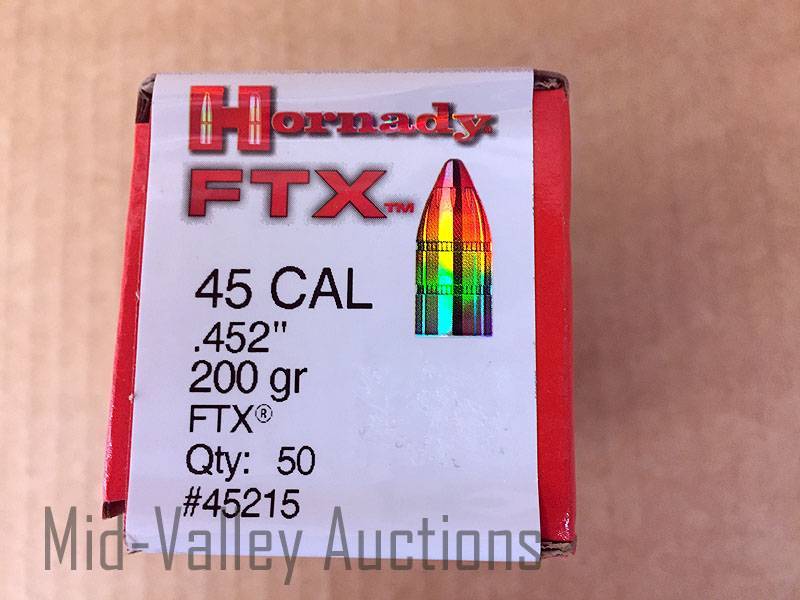 Hornady
FTX™
45 CAL
.452"
200 gr
FTX®
Qty: 50
#45215
Mid-Valley Auctions